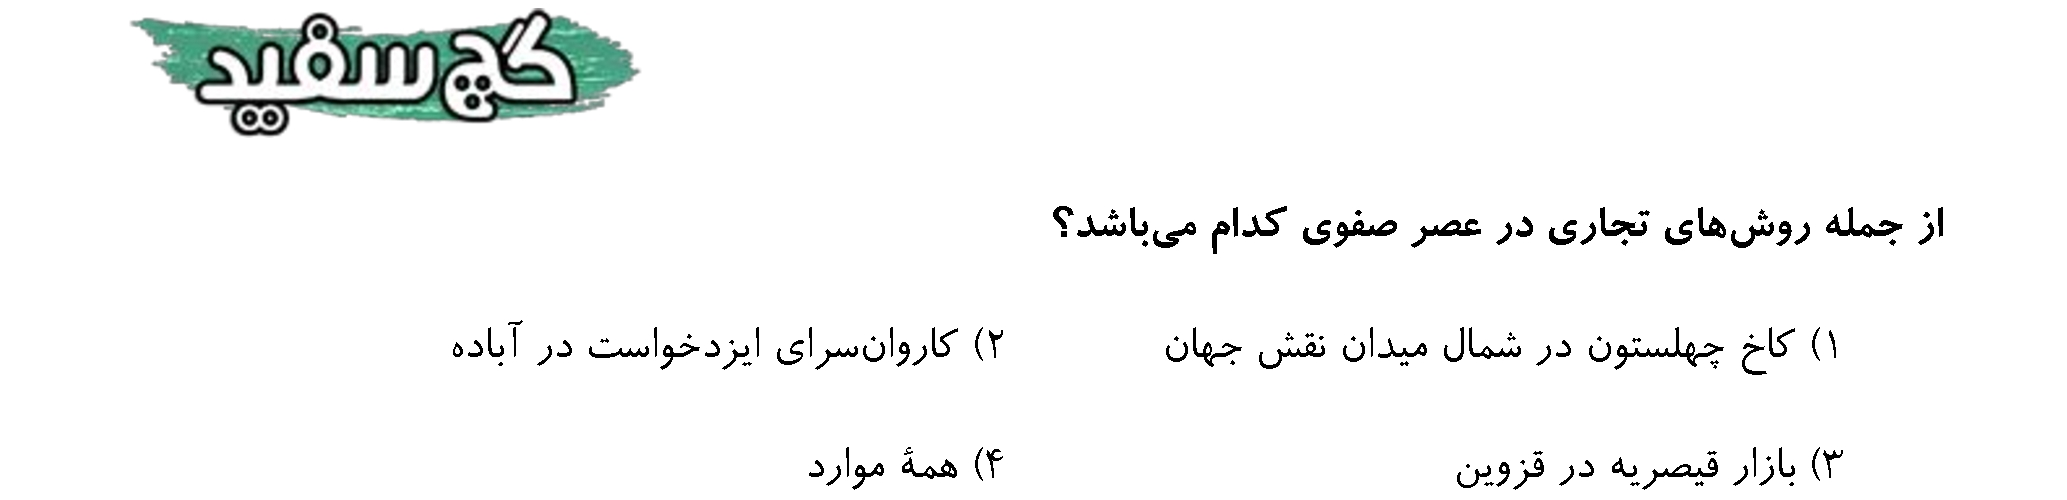 گچ سفید
از جمله روش‌های تجاری در عصر صفوی کدام می‌باشد؟
۱) کاخ چهلستون در شمال میدان نقش جهان ۲) کاروان‌سرای ایزدخواست در آباده
۳) بازار قیصریه در قزوین ۴) همهٔ موارد